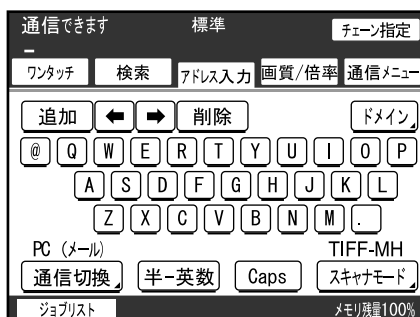 通信できます 標準 チェーン指定
ワンタッチ 検索 アドレス入力 画質/倍率 通信メニュー
追加 ← → 削除 ドメイン
@ Q W E R T Y U I O P
A S D F G H J K L
Z X C V B N M .
PC (メール) TIFF-MH
通信切換 半-英数 Caps スキャナモード
ジョブリスト メモリ残量100%